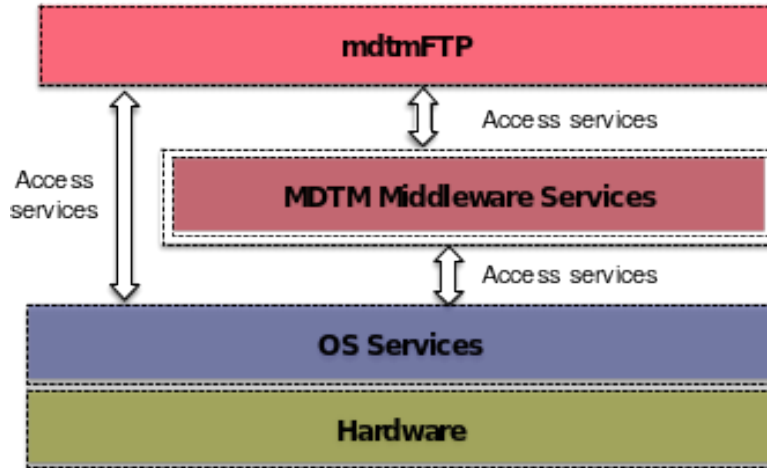 mdtmFTP
Access services
Access
services
MDTM Middleware Services
Access services
OS Services
Hardware